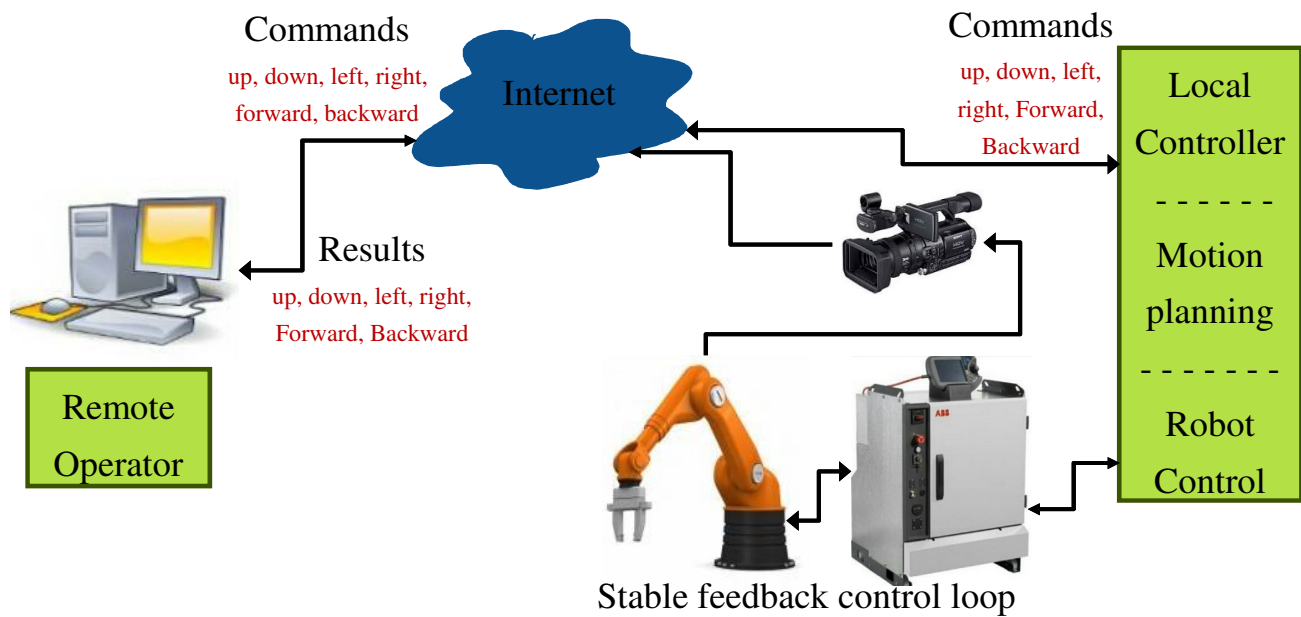 Commands
up, down, left, right,
forward, backward
Internet
Commands
up, down, left,
right, Forward,
Backward
Local
Controller
- - - - - -
Motion
planning
- - - - - - -
Robot
Control
Results
up, down, left, right,
Forward, Backward
Remote
Operator
ABB
Stable feedback control loop